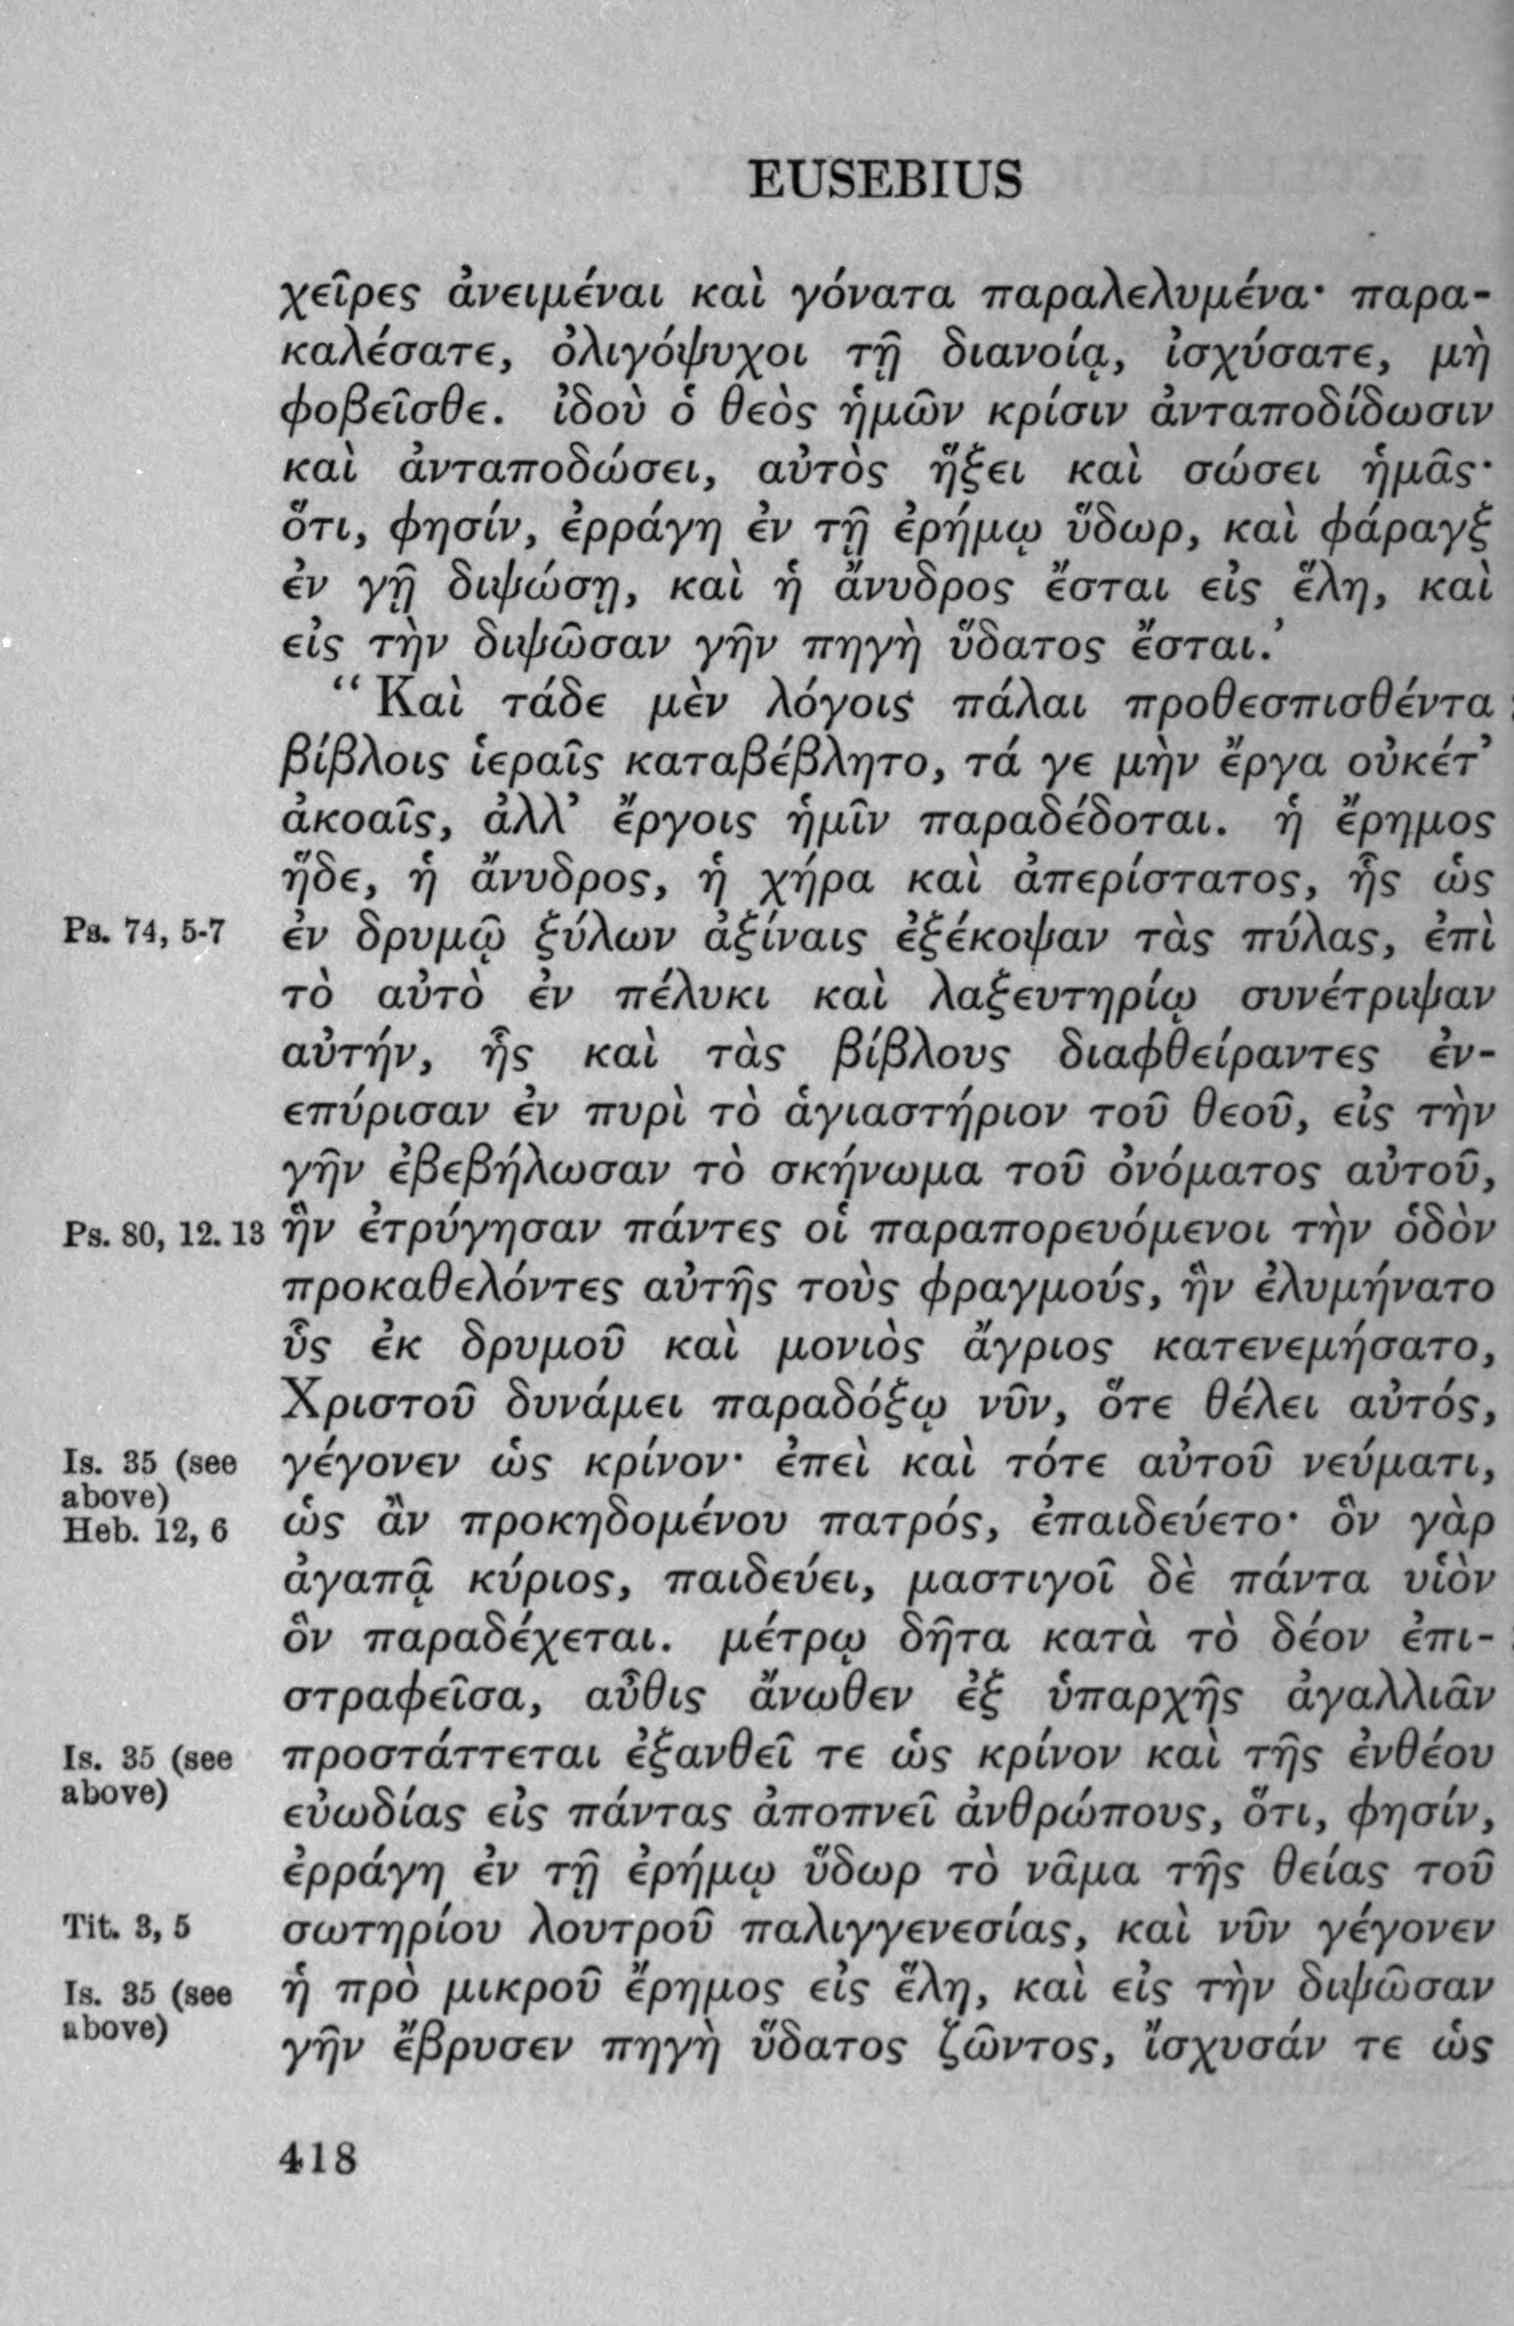 EUSEBIUS
χεῖρες ἀνειμέναι καὶ γόνατα παραλελυμένα· παρα-
καλέσατε, ὀλιγόψυχοι τῇ διανοίᾳ, ἰσχύσατε, μὴ
φοβεῖσθε. ἰδοὺ ὁ θεὸς ἡμῶν κρίσιν ἀνταποδίδωσιν
καὶ ἀνταποδώσει, αὐτὸς ἥξει καὶ σώσει ἡμᾶς·
ὅτι, φησίν, ἐρράγη ἐν τῇ ἐρήμῳ ὕδωρ, καὶ φάραγξ
ἐν γῇ διψώσῃ, καὶ ἡ ἄνυδρος ἔσται εἰς ἕλη, καὶ
εἰς τὴν διψῶσαν γῆν πηγὴ ὕδατος ἔσται.’
“Καὶ τάδε μὲν λόγοις πάλαι προθεσπισθέντα
βίβλοις ἱεραῖς καταβέβλητο, τά γε μὴν ἔργα οὐκέτ’
ἀκοαῖς, ἀλλ’ ἔργοις ἡμῖν παραδέδοται. ἡ ἔρημος
ἥδε, ἡ ἄνυδρος, ἡ χήρα καὶ ἀπερίστατος, ἧς ὡς
Ps. 74, 5-7 ἐν δρυμῷ ξύλων ἀξίναις ἐξέκοψαν τὰς πύλας, ἐπὶ
τὸ αὐτὸ ἐν πέλυκι καὶ λαξευτηρίῳ συνέτριψαν
αὐτήν, ἧς καὶ τὰς βίβλους διαφθείραντες ἐν-
επύρισαν ἐν πυρὶ τὸ ἁγιαστήριον τοῦ θεοῦ, εἰς τὴν
γῆν ἐβεβήλωσαν τὸ σκήνωμα τοῦ ὀνόματος αὐτοῦ,
Ps. 80, 12. 13 ἣν ἐτρύγησαν πάντες οἱ παραπορευόμενοι τὴν ὁδὸν
προκαθελόντες αὐτῆς τοὺς φραγμούς, ἣν ἐλυμήνατο
ὗς ἐκ δρυμοῦ καὶ μονιὸς ἄγριος κατενεμήσατο,
Χριστοῦ δυνάμει παραδόξῳ νῦν, ὅτε θέλει αὐτός,
Is. 35 (see γέγονεν ὡς κρίνον· ἐπεὶ καὶ τότε αὐτοῦ νεύματι,
above)
Heb. 12, 6 ὡς ἂν προκηδομένου πατρός, ἐπαιδεύετο· ὃν γὰρ
ἀγαπᾷ κύριος, παιδεύει, μαστιγοῖ δὲ πάντα υἱὸν
ὃν παραδέχεται. μέτρῳ δῆτα κατὰ τὸ δέον ἐπι-
στραφεῖσα, αὖθις ἄνωθεν ἐξ ὑπαρχῆς ἀγαλλιᾶν
Is. 35 (see προστάττεται ἐξανθεῖ τε ὡς κρίνον καὶ τῆς ἐνθέου
above)
εὐωδίας εἰς πάντας ἀποπνεῖ ἀνθρώπους, ὅτι, φησίν,
ἐρράγη ἐν τῇ ἐρήμῳ ὕδωρ τὸ νᾶμα τῆς θείας τοῦ
Tit. 3, 5 σωτηρίου λουτροῦ παλιγγενεσίας, καὶ νῦν γέγονεν
Is. 35 (see ἡ πρὸ μικροῦ ἔρημος εἰς ἕλη, καὶ εἰς τὴν διψῶσαν
above)
γῆν ἔβρυσεν πηγὴ ὕδατος ζῶντος, ἴσχυσάν τε ὡς
418